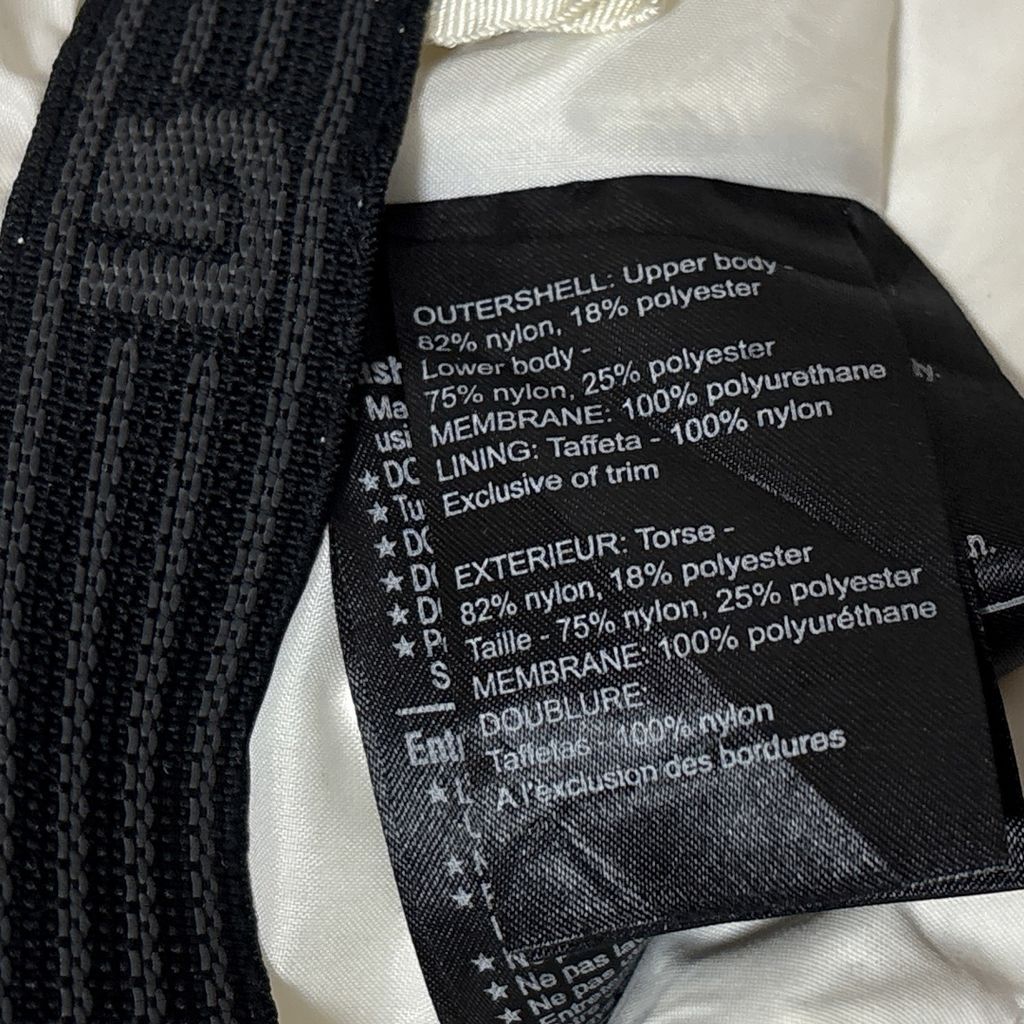 OUTERSHELL: Upper body -
82% nylon, 18% polyester
Lower body -
75% nylon, 25% polyester
MEMBRANE: 100% polyurethane
LINING: Taffeta - 100% nylon
Exclusive of trim
EXTERIEUR: Torse -
82% nylon, 18% polyester
Taille - 75% nylon, 25% polyester
MEMBRANE: 100% polyuréthane
DOUBLURE:
Taffetas - 100% nylon
A l'exclusion des bordures
Ne pas
Ne pas